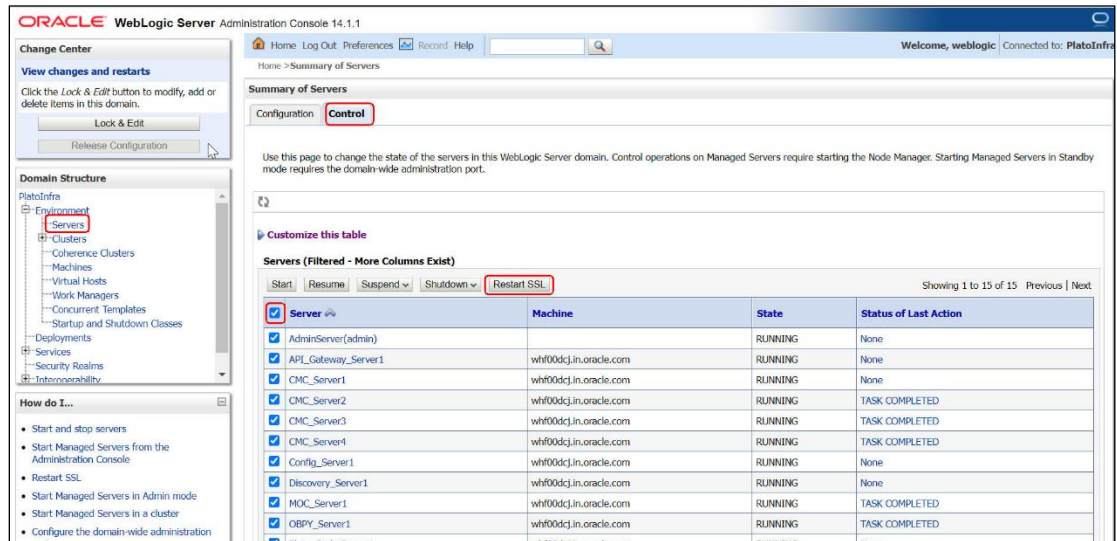 ORACLE WebLogic Server Administration Console 14.1.1
Change Center
View changes and restarts
Click the Lock & Edit button to modify, add or
delete items in this domain.
Lock & Edit
Release Configuration
Domain Structure
PlatoInfra
Environment
Servers
Clusters
Coherence Clusters
Machines
Virtual Hosts
Work Managers
Concurrent Templates
Startup and Shutdown Classes
Deployments
Services
Security Realms
Interoperability
How do I...
Start and stop servers
Start Managed Servers from the
Administration Console
Restart SSL
Start Managed Servers in Admin mode
Start Managed Servers in a cluster
Configure the domain-wide administration
Home Log Out Preferences Record Help
Welcome, weblogic Connected to: PlatoInfra
Home >Summary of Servers
Summary of Servers
Configuration Control
Use this page to change the state of the servers in this WebLogic Server domain. Control operations on Managed Servers require starting the Node Manager. Starting Managed Servers in Standby
mode requires the domain-wide administration port.
Customize this table
Servers (Filtered - More Columns Exist)
Start Resume Suspend Shutdown Restart SSL Showing 1 to 15 of 15 Previous | Next
Server Machine State Status of Last Action
AdminServer(admin) RUNNING None
API_Gateway_Server1 whf00dcj.in.oracle.com RUNNING None
CMC_Server1 whf00dcj.in.oracle.com RUNNING None
CMC_Server2 whf00dcj.in.oracle.com RUNNING TASK COMPLETED
CMC_Server3 whf00dcj.in.oracle.com RUNNING TASK COMPLETED
CMC_Server4 whf00dcj.in.oracle.com RUNNING TASK COMPLETED
Config_Server1 whf00dcj.in.oracle.com RUNNING None
Discovery_Server1 whf00dcj.in.oracle.com RUNNING None
MOC_Server1 whf00dcj.in.oracle.com RUNNING TASK COMPLETED
OBPY_Server1 whf00dcj.in.oracle.com RUNNING TASK COMPLETED